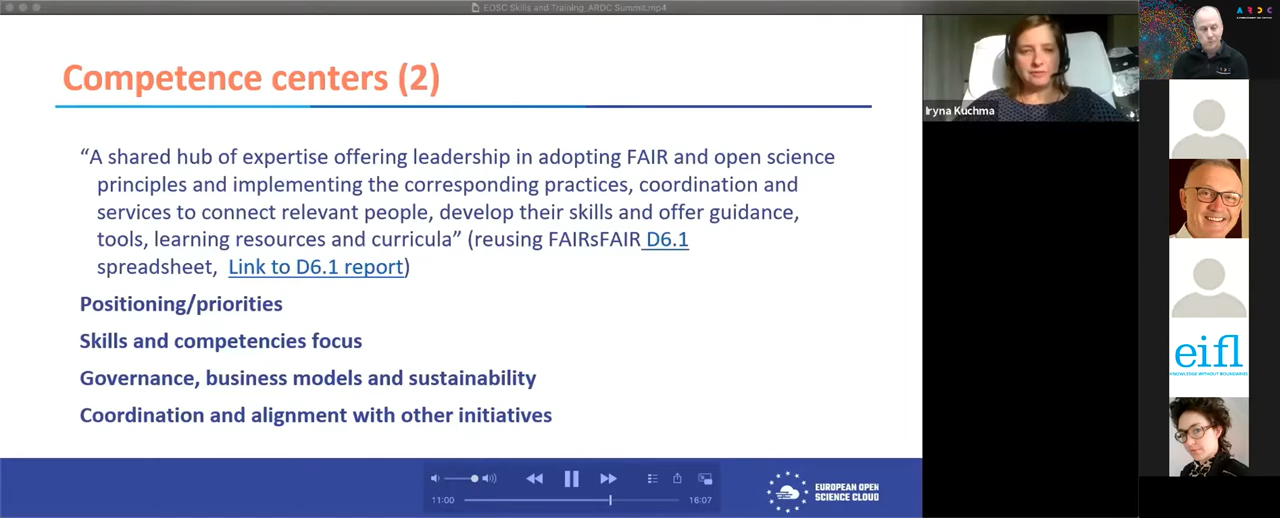 EOSC Skills and Training_ARDC Summit.mp4
Competence centers (2)
“A shared hub of expertise offering leadership in adopting FAIR and open science
principles and implementing the corresponding practices, coordination and
services to connect relevant people, develop their skills and offer guidance,
tools, learning resources and curricula” (reusing FAIRsFAIR D6.1
spreadsheet, Link to D6.1 report)
Positioning/priorities
Skills and competencies focus
Governance, business models and sustainability
Coordination and alignment with other initiatives
11:00
16:07
EUROPEAN OPEN
SCIENCE CLOUD
Iryna Kuchma
ARDC
eifl
KNOWLEDGE WITHOUT BOUNDARIES